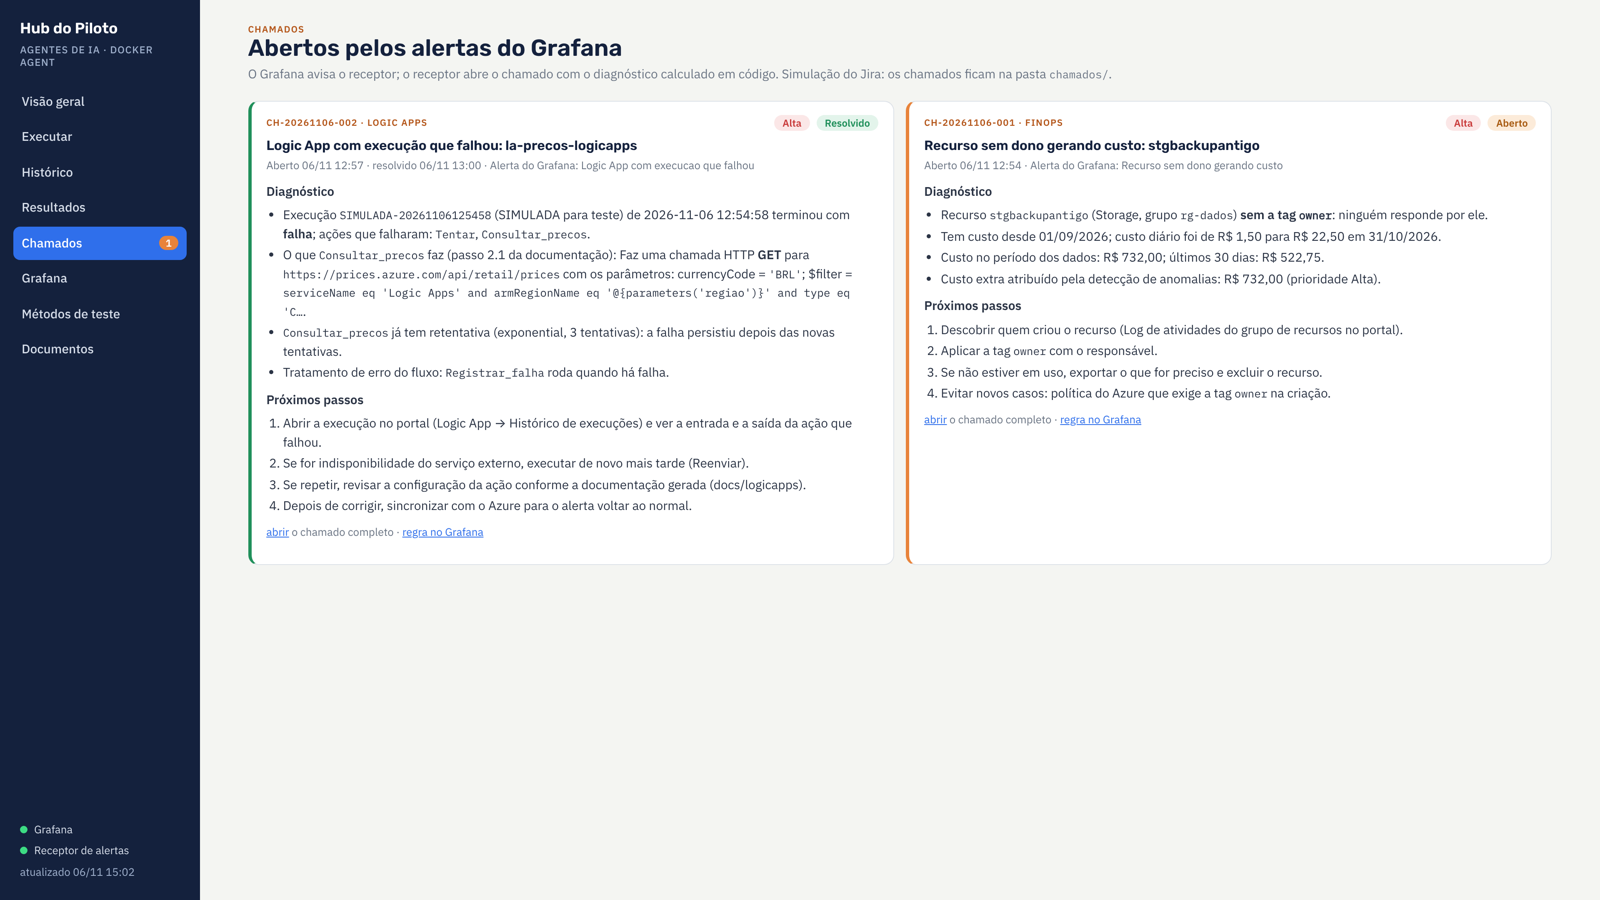 Hub do Piloto
AGENTES DE IA · DOCKER
AGENT
Visão geral
Executar
Histórico
Resultados
Chamados 1
Grafana
Métodos de teste
Documentos
Grafana
Receptor de alertas
atualizado 06/11 15:02
CHAMADOS
Abertos pelos alertas do Grafana
O Grafana avisa o receptor; o receptor abre o chamado com o diagnóstico calculado em código. Simulação do Jira: os chamados ficam na pasta chamados/.
CH-20261106-002 · LOGIC APPS Alta Resolvido
Logic App com execução que falhou: la-precos-logicapps
Aberto 06/11 12:57 · resolvido 06/11 13:00 · Alerta do Grafana: Logic App com execucao que falhou
Diagnóstico
• Execução SIMULADA-20261106125458 (SIMULADA para teste) de 2026-11-06 12:54:58 terminou com
falha; ações que falharam: Tentar, Consultar_precos.
• O que Consultar_precos faz (passo 2.1 da documentação): Faz uma chamada HTTP GET para
https://prices.azure.com/api/retail/prices com os parâmetros: currencyCode = 'BRL'; $filter =
serviceName eq 'Logic Apps' and armRegionName eq '@{parameters('regiao')}' and type eq
'C….
• Consultar_precos já tem retentativa (exponential, 3 tentativas): a falha persistiu depois das novas
tentativas.
• Tratamento de erro do fluxo: Registrar_falha roda quando há falha.
Próximos passos
1. Abrir a execução no portal (Logic App → Histórico de execuções) e ver a entrada e a saída da ação que
falhou.
2. Se for indisponibilidade do serviço externo, executar de novo mais tarde (Reenviar).
3. Se repetir, revisar a configuração da ação conforme a documentação gerada (docs/logicapps).
4. Depois de corrigir, sincronizar com o Azure para o alerta voltar ao normal.
abrir o chamado completo · regra no Grafana
CH-20261106-001 · FINOPS Alta Aberto
Recurso sem dono gerando custo: stgbackupantigo
Aberto 06/11 12:54 · Alerta do Grafana: Recurso sem dono gerando custo
Diagnóstico
• Recurso stgbackupantigo (Storage, grupo rg-dados) sem a tag owner: ninguém responde por ele.
• Tem custo desde 01/09/2026; custo diário foi de R$ 1,50 para R$ 22,50 em 31/10/2026.
• Custo no período dos dados: R$ 732,00; últimos 30 dias: R$ 522,75.
• Custo extra atribuído pela detecção de anomalias: R$ 732,00 (prioridade Alta).
Próximos passos
1. Descobrir quem criou o recurso (Log de atividades do grupo de recursos no portal).
2. Aplicar a tag owner com o responsável.
3. Se não estiver em uso, exportar o que for preciso e excluir o recurso.
4. Evitar novos casos: política do Azure que exige a tag owner na criação.
abrir o chamado completo · regra no Grafana